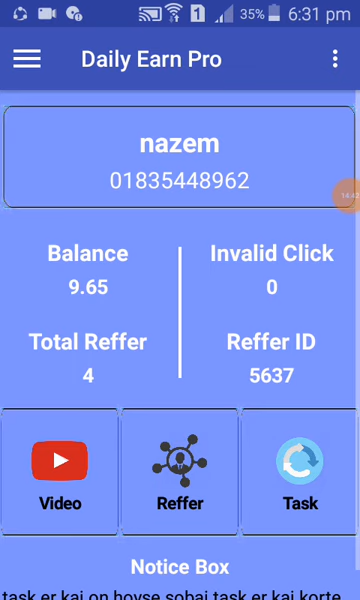 1 35% 6:31 pm
Daily Earn Pro
nazem
01835448962
Balance Invalid Click
9.65 0
Total Reffer Reffer ID
4 5637
Video Reffer Task
Notice Box
task er kaj on hoyse sobai task er kaj korte